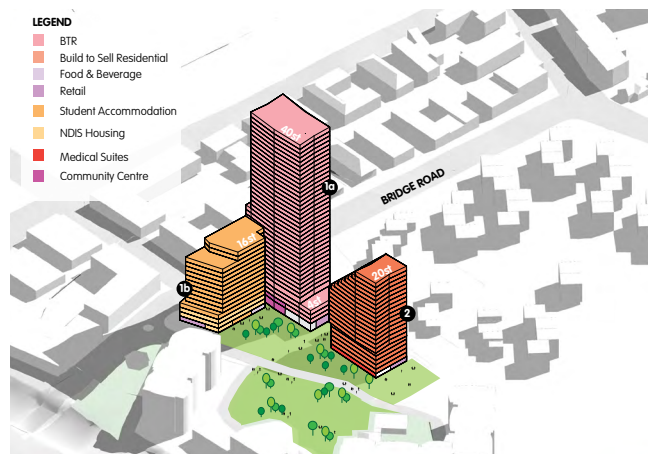 LEGEND
BTR
Build to Sell Residential
Food & Beverage
Retail
Student Accommodation
NDIS Housing
Medical Suites
Community Centre
40st
1a
BRIDGE ROAD
16st
20st
1b
4st
2